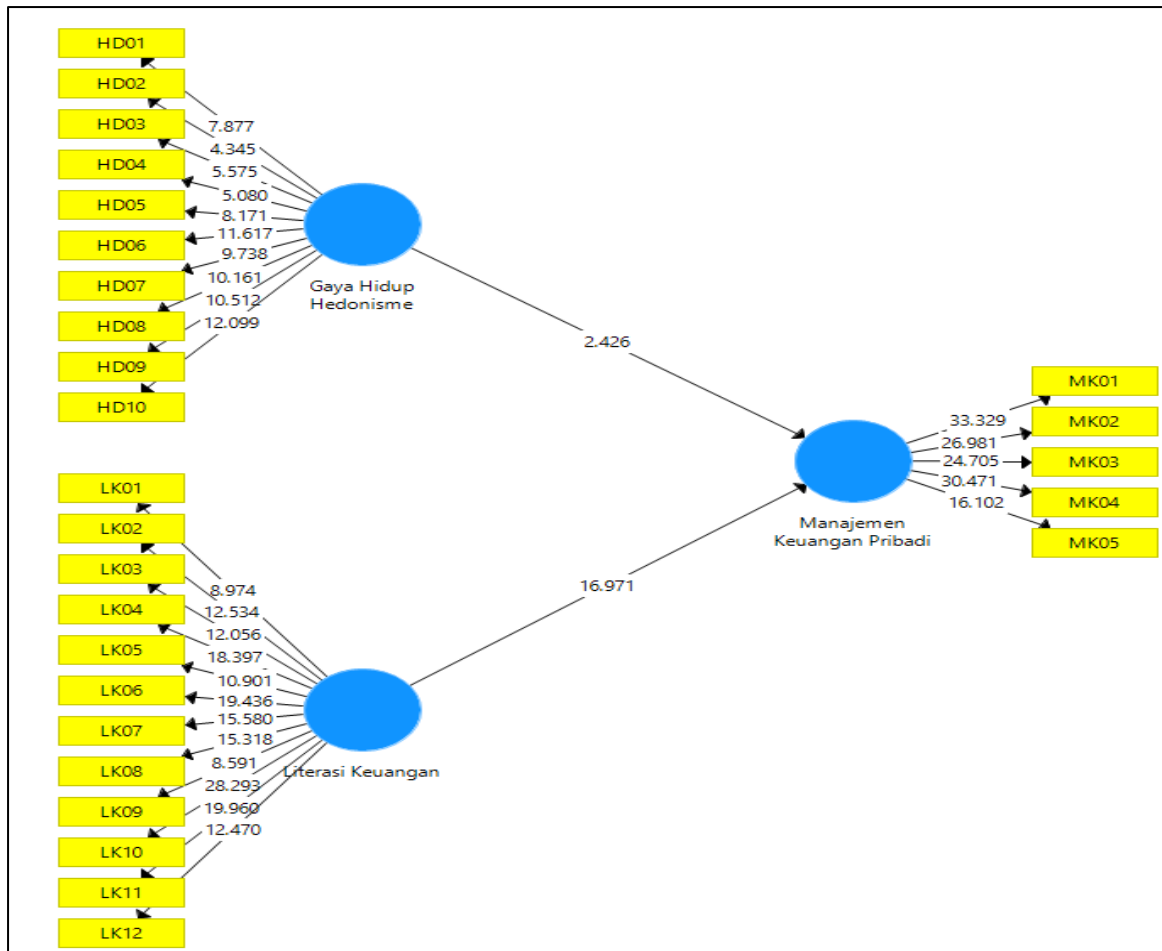 HD01
HD02
HD03
HD04
HD05
HD06
HD07
HD08
HD09
HD10
7.877
4.345
5.575
5.080
8.171
11.617
9.738
10.161
10.512
12.099
Gaya Hidup
Hedonisme
2.426
LK01
LK02
LK03
LK04
LK05
LK06
LK07
LK08
LK09
LK10
LK11
LK12
8.974
12.534
12.056
18.397
10.901
19.436
15.580
15.318
8.591
28.293
19.960
12.470
Literasi Keuangan
16.971
Manajemen
Keuangan Pribadi
33.329
26.981
24.705
30.471
16.102
MK01
MK02
MK03
MK04
MK05